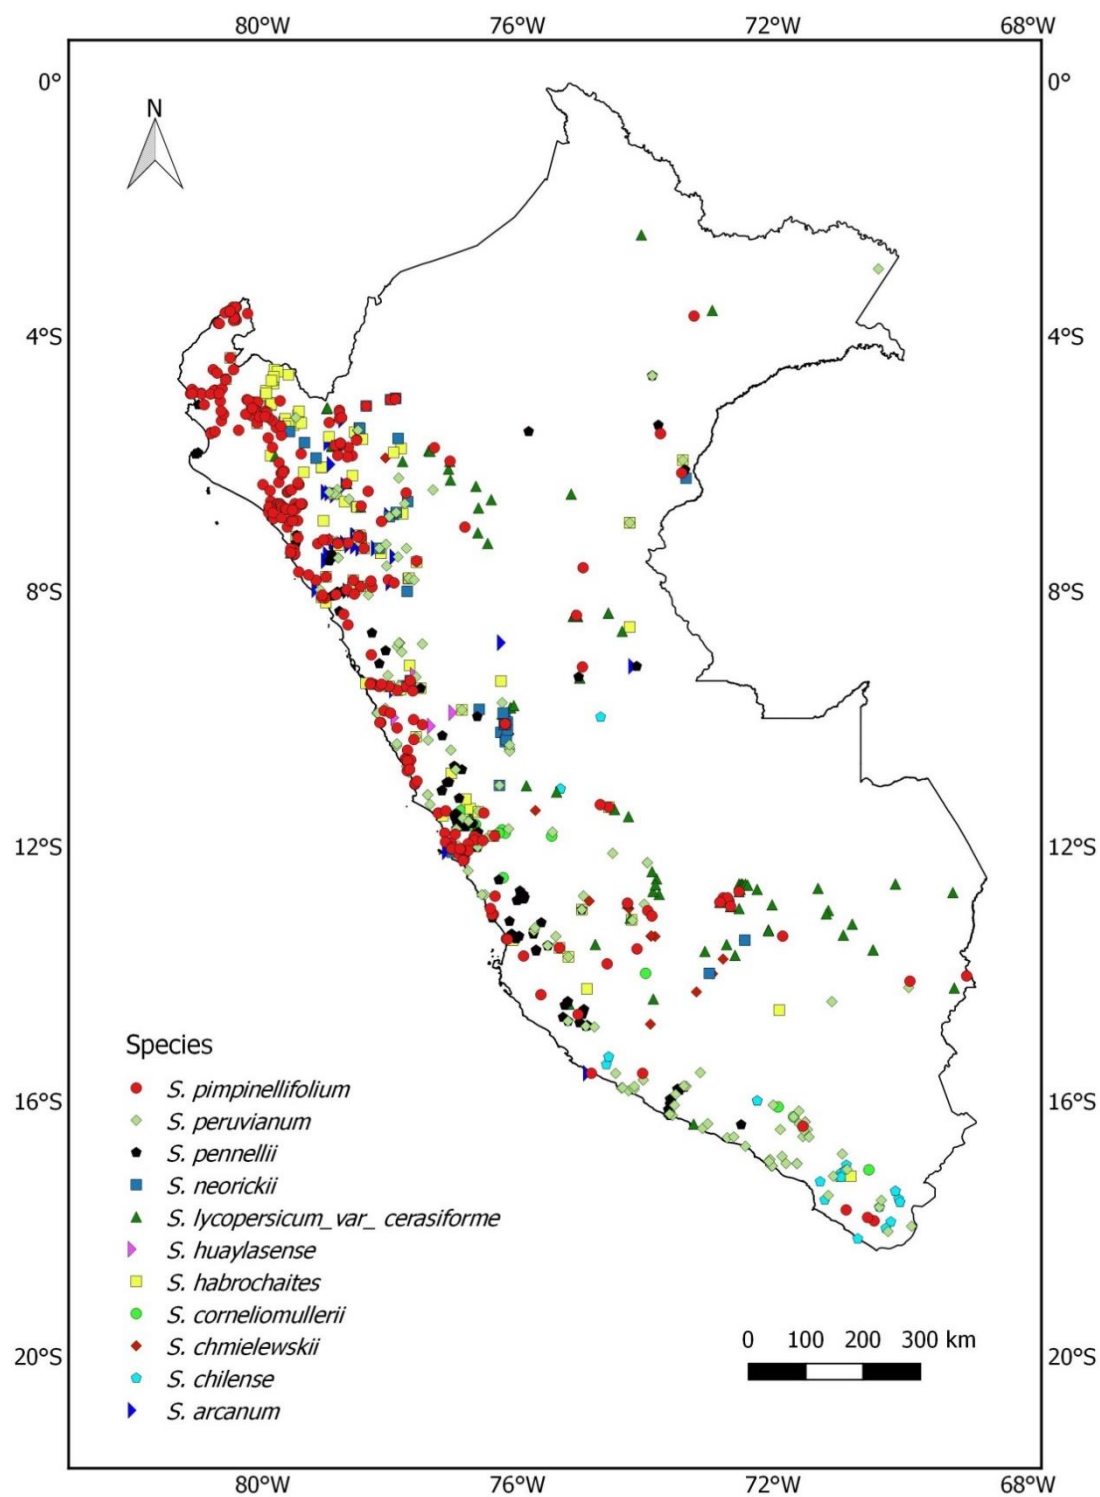 80°W 76°W 72°W 68°W
0° 0°
N
4°S 4°S
8°S 8°S
12°S 12°S
Species
S. pimpinellifolium
16°S 16°S
S. peruvianum
S. pennellii
S. neorickii
S. lycopersicum_var_ cerasiforme
S. huaylasense
S. habrochaites
S. corneliomullerii
0 100 200 300 km
S. chmielewskii
20°S 20°S
S. chilense
S. arcanum
80°W 76°W 72°W 68°W